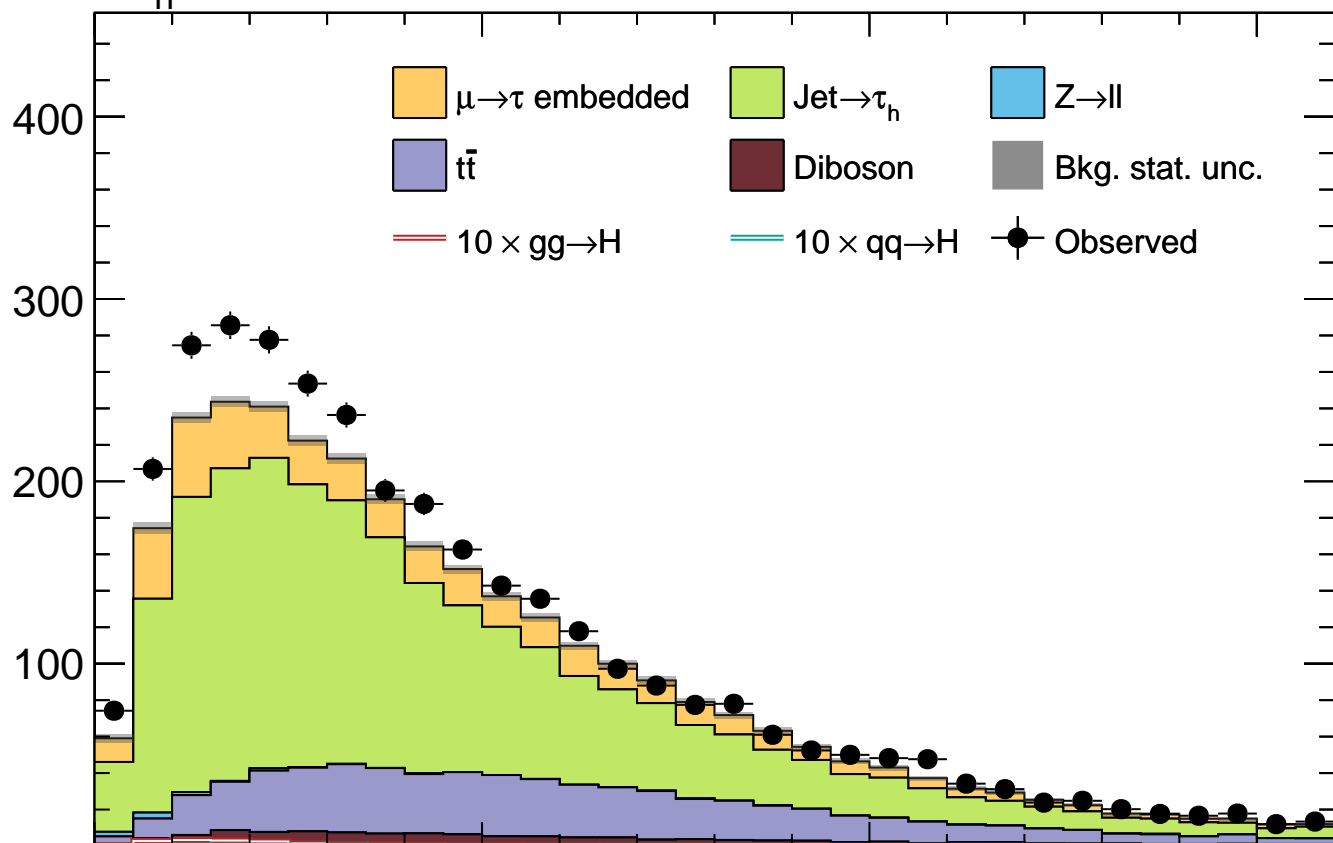 μ→τ embedded Jet→τh Z→ll
400
tt̄ Diboson Bkg. stat. unc.
10 × gg→H 10 × qq→H Observed
300
200
100